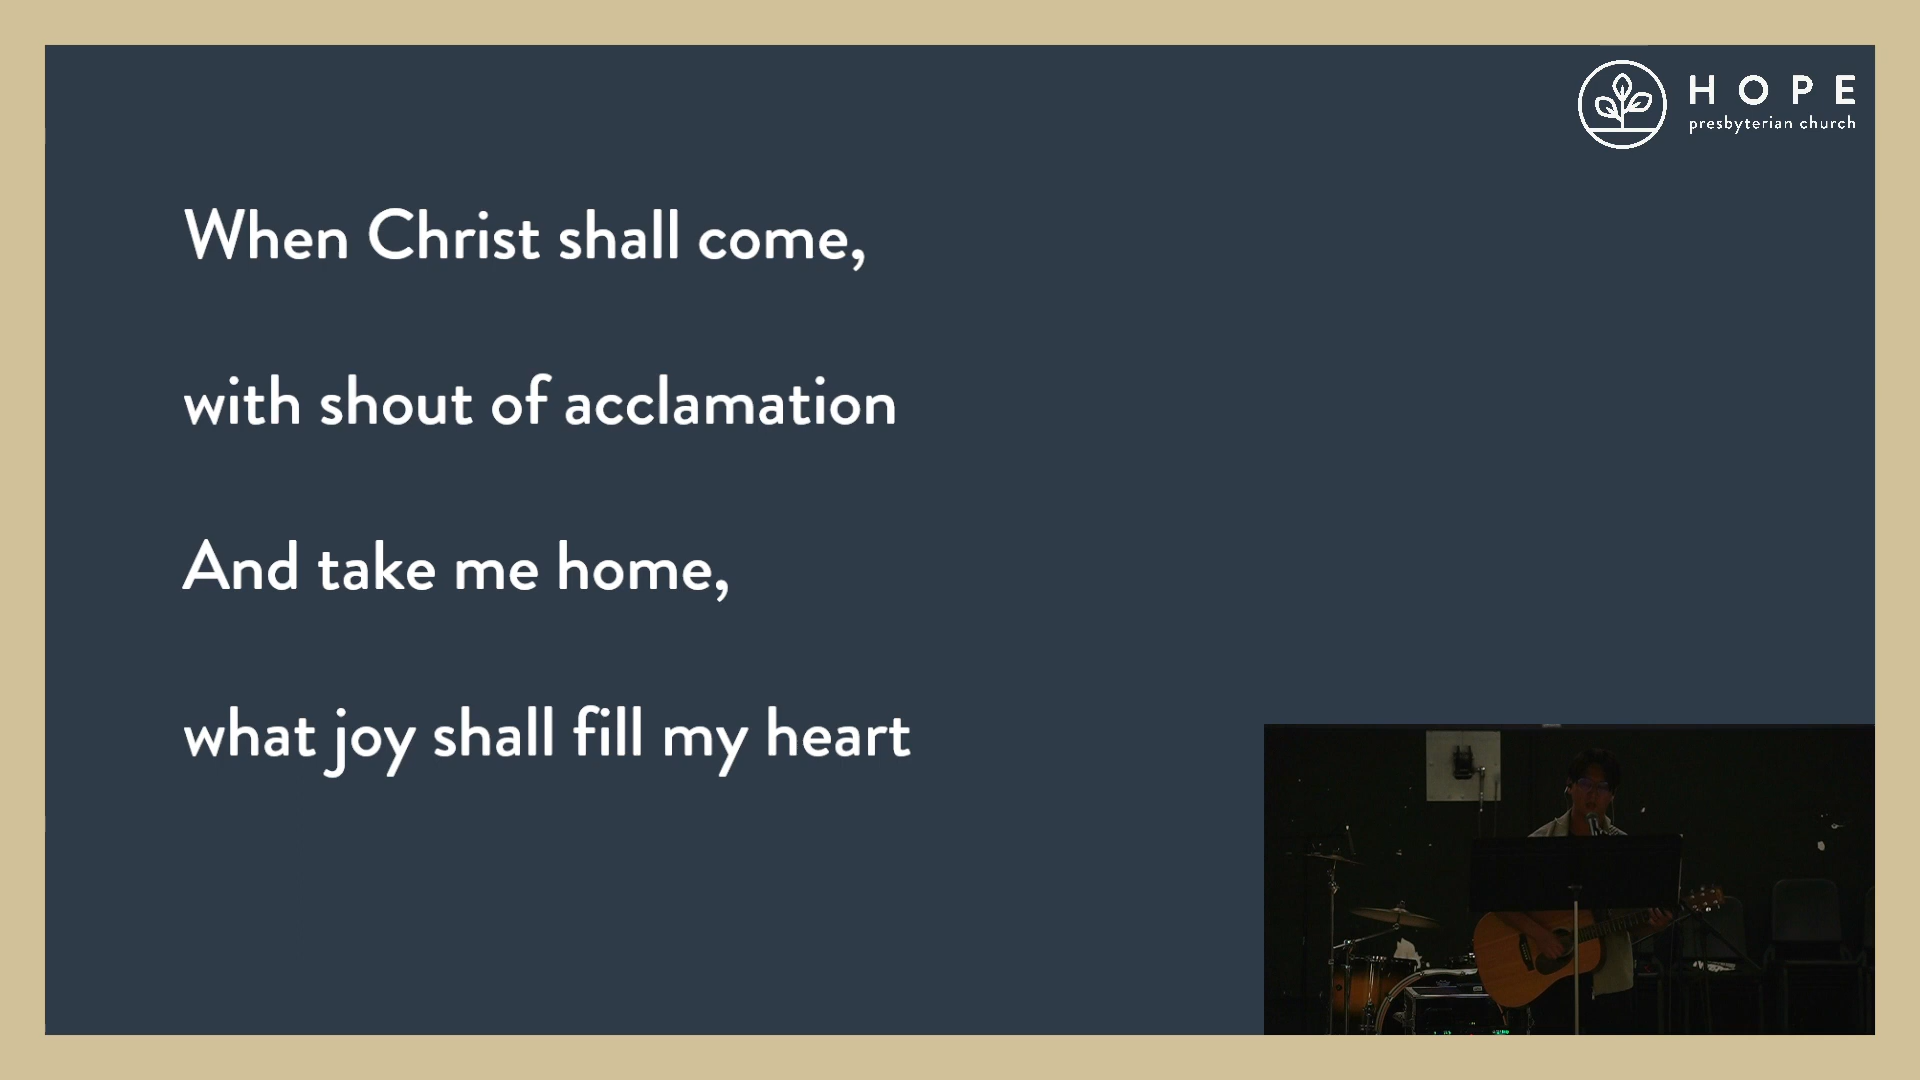 HOPE
presbyterian church
When Christ shall come,
with shout of acclamation
And take me home,
what joy shall fill my heart